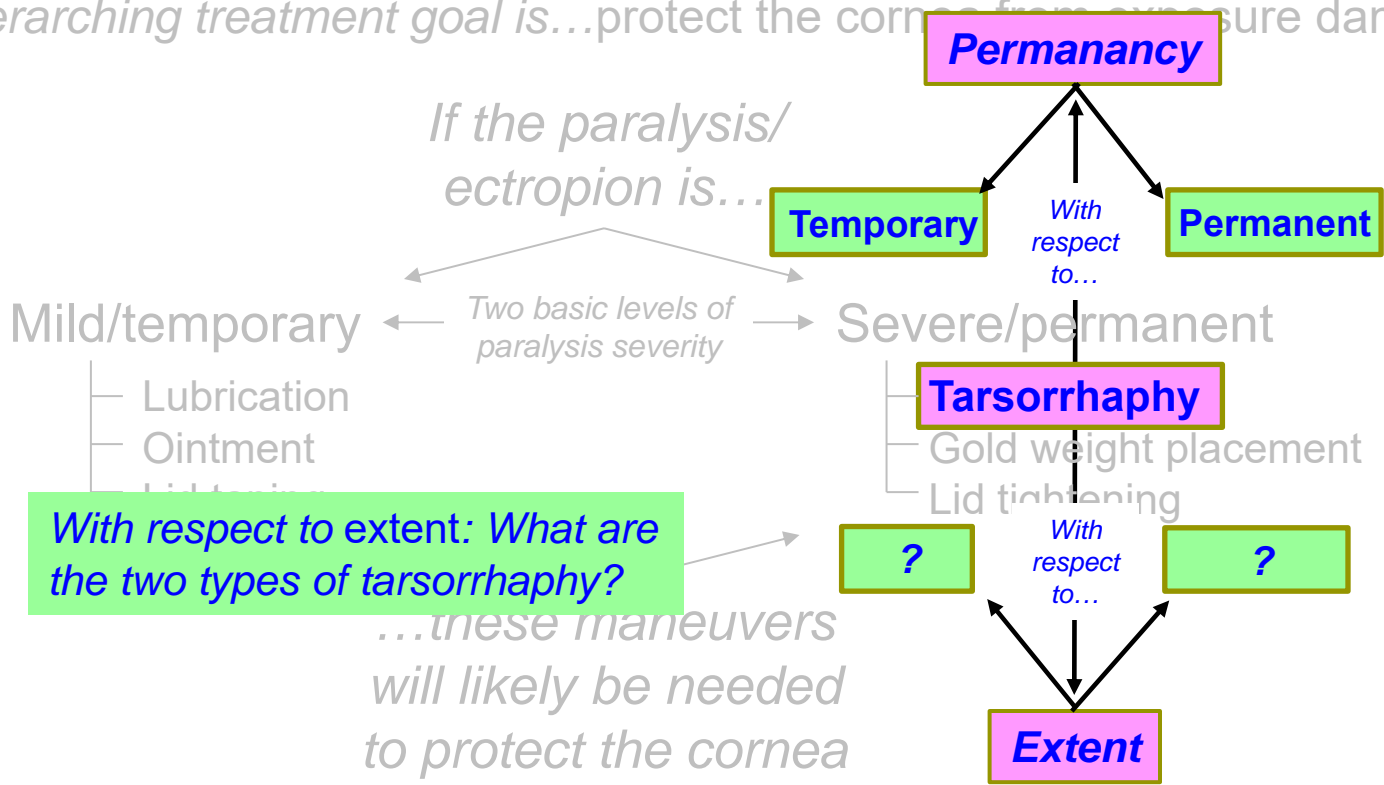 erarching treatment goal is…protect the cornea from exposure dam
Permanancy
If the paralysis/
ectropion is…
Temporary
With
respect
to…
Permanent
Mild/temporary
Two basic levels of
paralysis severity
Severe/permanent
Lubrication
Ointment
Tarsorrhaphy
Gold weight placement
Lid tightening
With respect to extent: What are
the two types of tarsorrhaphy?
?
With
respect
to…
?
…these maneuvers
will likely be needed
to protect the cornea
Extent